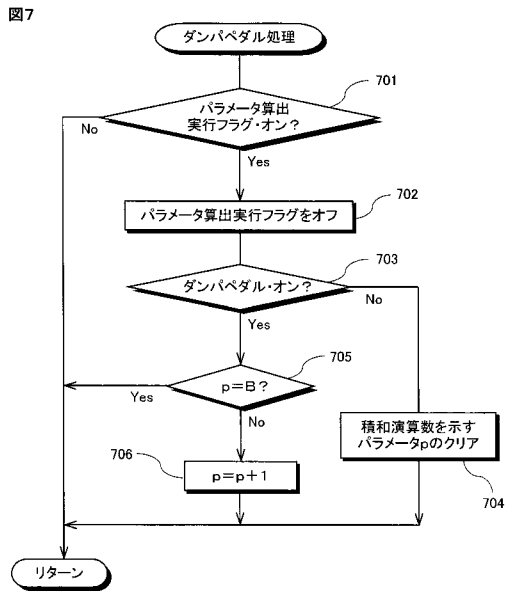 図7
ダンパペダル処理
701
パラメータ算出
実行フラグ・オン？
No
Yes
702
パラメータ算出実行フラグをオフ
703
ダンパペダル・オン？
No
Yes
705
p＝B？
Yes
No
積和演算数を示す
パラメータpのクリア
706
p＝p＋1
704
リターン